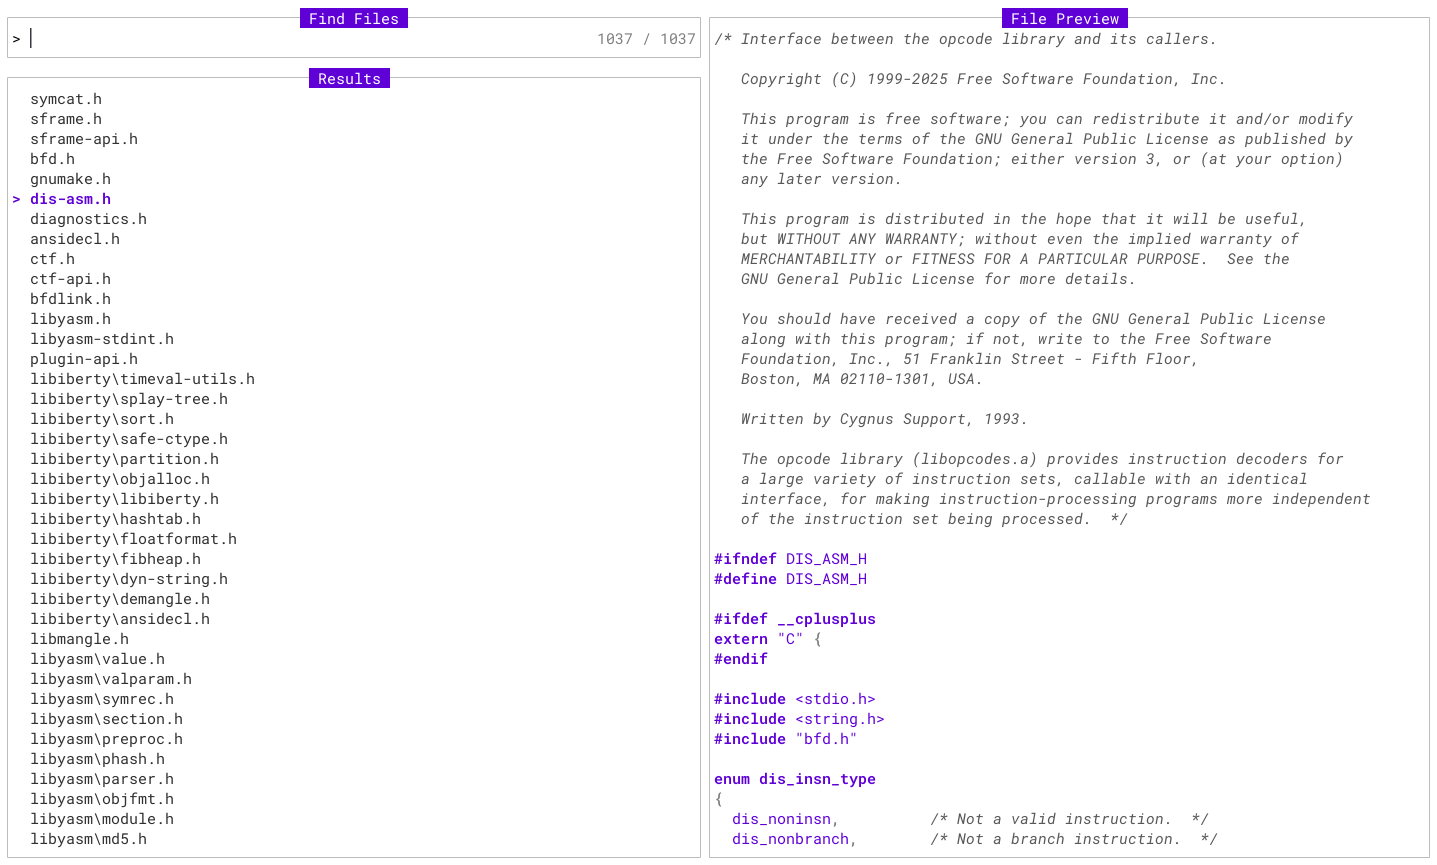 Find Files
> 1037 / 1037
Results
symcat.h
sframe.h
sframe-api.h
bfd.h
gnumake.h
> dis-asm.h
diagnostics.h
ansidecl.h
ctf.h
ctf-api.h
bfdlink.h
libyasm.h
libyasm-stdint.h
plugin-api.h
libiberty\timeval-utils.h
libiberty\splay-tree.h
libiberty\sort.h
libiberty\safe-ctype.h
libiberty\partition.h
libiberty\objalloc.h
libiberty\libiberty.h
libiberty\hashtab.h
libiberty\floatformat.h
libiberty\fibheap.h
libiberty\dyn-string.h
libiberty\demangle.h
libiberty\ansidecl.h
libmangle.h
libyasm\value.h
libyasm\valparam.h
libyasm\symrec.h
libyasm\section.h
libyasm\preproc.h
libyasm\phash.h
libyasm\parser.h
libyasm\objfmt.h
libyasm\module.h
libyasm\md5.h
File Preview
/* Interface between the opcode library and its callers.

   Copyright (C) 1999-2025 Free Software Foundation, Inc.

   This program is free software; you can redistribute it and/or modify
   it under the terms of the GNU General Public License as published by
   the Free Software Foundation; either version 3, or (at your option)
   any later version.

   This program is distributed in the hope that it will be useful,
   but WITHOUT ANY WARRANTY; without even the implied warranty of
   MERCHANTABILITY or FITNESS FOR A PARTICULAR PURPOSE.  See the
   GNU General Public License for more details.

   You should have received a copy of the GNU General Public License
   along with this program; if not, write to the Free Software
   Foundation, Inc., 51 Franklin Street - Fifth Floor,
   Boston, MA 02110-1301, USA.

   Written by Cygnus Support, 1993.

   The opcode library (libopcodes.a) provides instruction decoders for
   a large variety of instruction sets, callable with an identical
   interface, for making instruction-processing programs more independent
   of the instruction set being processed.  */

#ifndef DIS_ASM_H
#define DIS_ASM_H

#ifdef __cplusplus
extern "C" {
#endif

#include <stdio.h>
#include <string.h>
#include "bfd.h"

enum dis_insn_type
{
  dis_noninsn,          /* Not a valid instruction.  */
  dis_nonbranch,        /* Not a branch instruction.  */